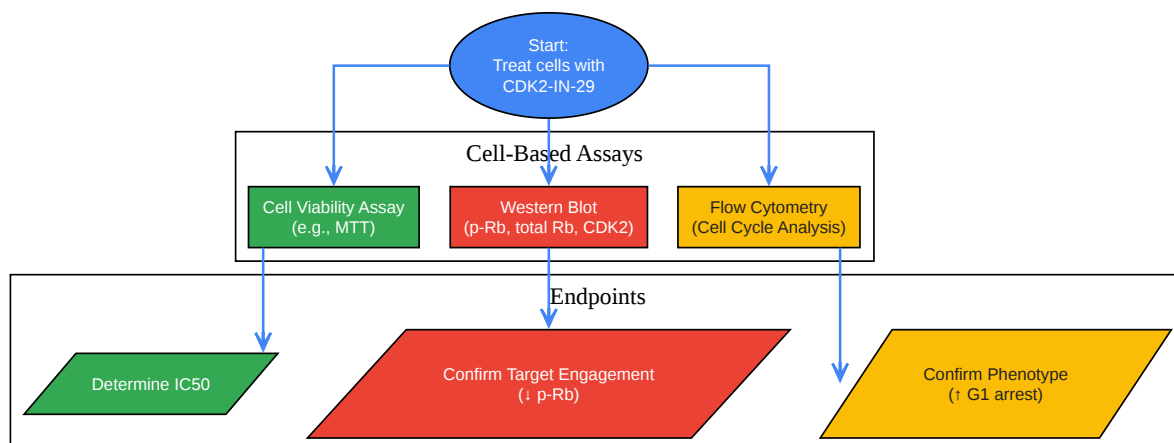 Start:
Treat cells with
CDK2-IN-29
Cell-Based Assays
Cell Viability Assay
(e.g., MTT)
Western Blot
(p-Rb, total Rb, CDK2)
Flow Cytometry
(Cell Cycle Analysis)
Endpoints
Determine IC50
Confirm Target Engagement
(↓ p-Rb)
Confirm Phenotype
(↑ G1 arrest)